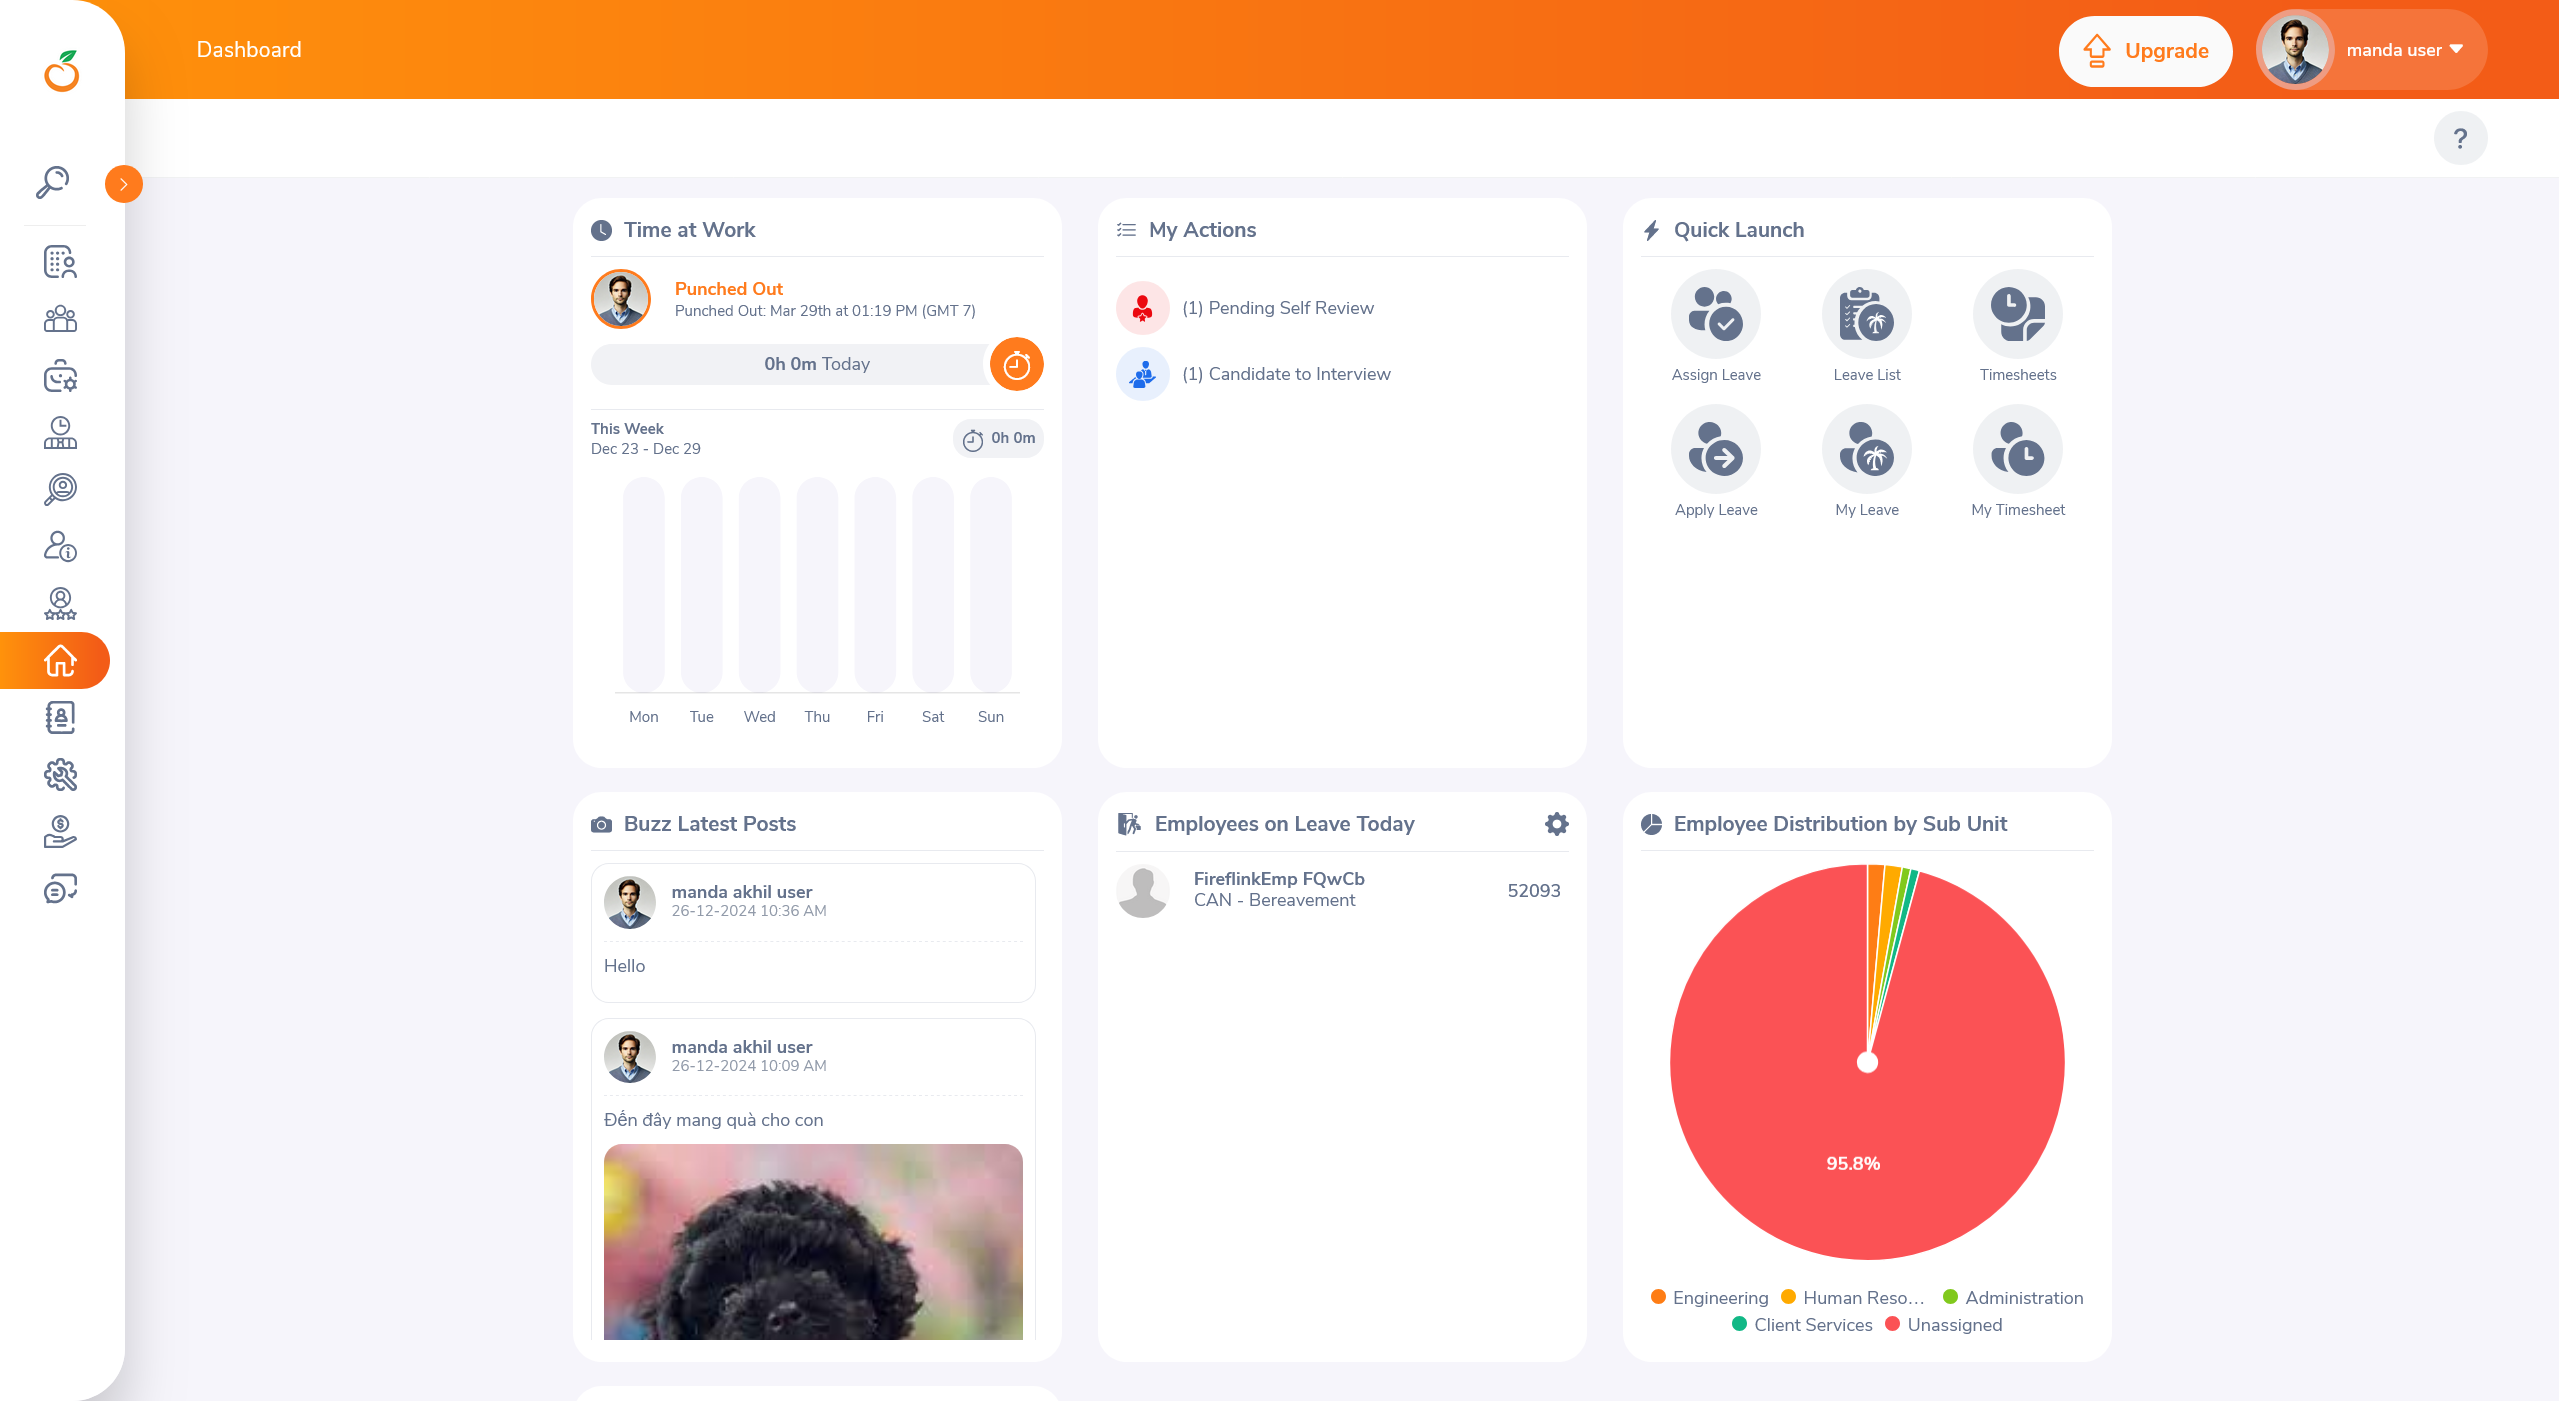 Dashboard
Upgrade
manda user
?
Time at Work
Punched Out
Punched Out: Mar 29th at 01:19 PM (GMT 7)
0h 0m Today
This Week
Dec 23 - Dec 29
0h 0m
Mon Tue Wed Thu Fri Sat Sun
My Actions
(1) Pending Self Review
(1) Candidate to Interview
Quick Launch
Assign Leave Leave List Timesheets
Apply Leave My Leave My Timesheet
Buzz Latest Posts
manda akhil user
26-12-2024 10:36 AM
Hello
manda akhil user
26-12-2024 10:09 AM
Đến đây mang quà cho con
Employees on Leave Today
FireflinkEmp FQwCb
CAN - Bereavement
52093
Employee Distribution by Sub Unit
95.8%
Engineering Human Reso... Administration
Client Services Unassigned